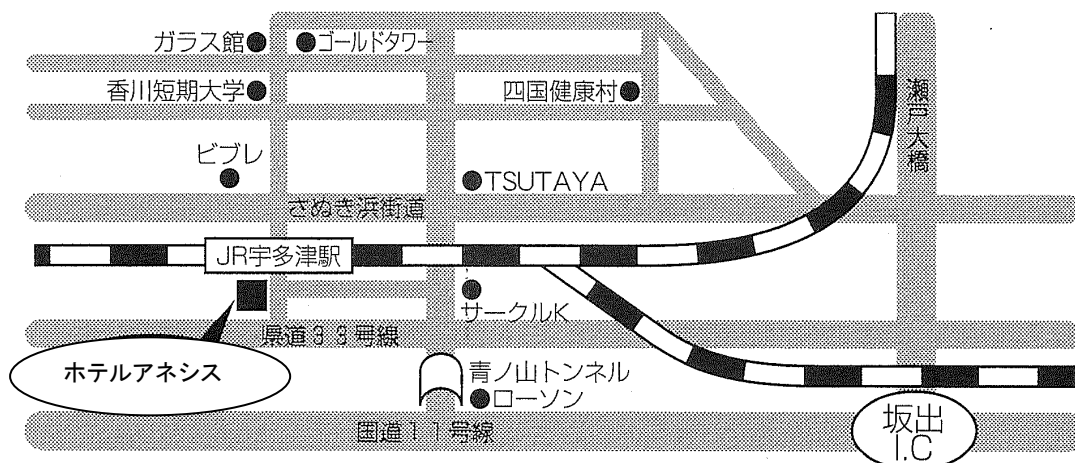 ガラス館
ゴールドタワー
香川短期大学
四国健康村
瀬戸大橋
ビブレ
TSUTAYA
さぬき浜街道
JR宇多津駅
サークルK
県道33号線
ホテルアネシス
青ノ山トンネル
ローソン
国道11号線
坂出
I.C